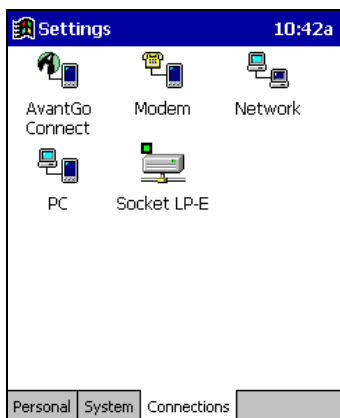 Settings 10:42a
AvantGo Connect Modem Network
PC Socket LP-E
Personal System Connections